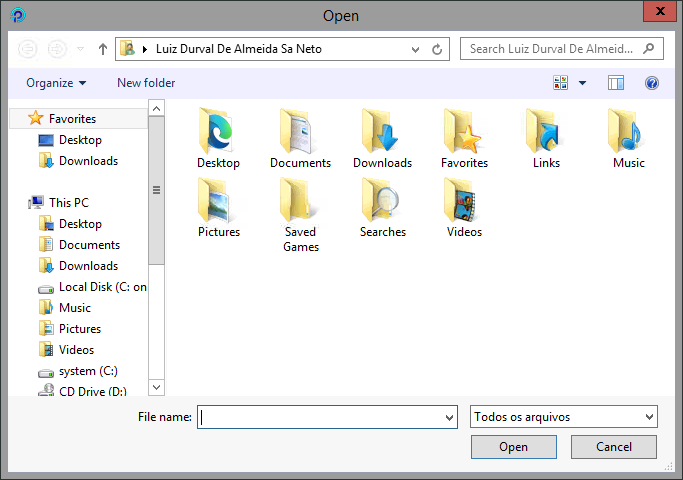 Open
Luiz Durval De Almeida Sa Neto
Search Luiz Durval De Almeid...
Organize
New folder
Favorites
Desktop
Downloads
This PC
Desktop
Documents
Downloads
Local Disk (C: on
Music
Pictures
Videos
system (C:)
CD Drive (D:)
Desktop
Documents
Downloads
Favorites
Links
Music
Pictures
Saved
Games
Searches
Videos
File name:
Todos os arquivos
Open
Cancel